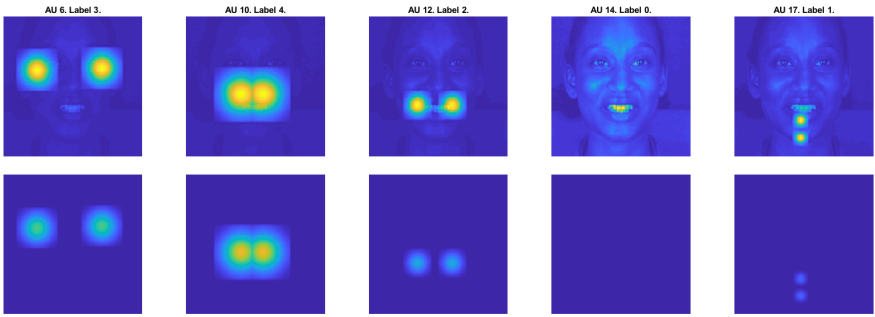 AU 6. Label 3.
AU 10. Label 4.
AU 12. Label 2.
AU 14. Label 0.
AU 17. Label 1.